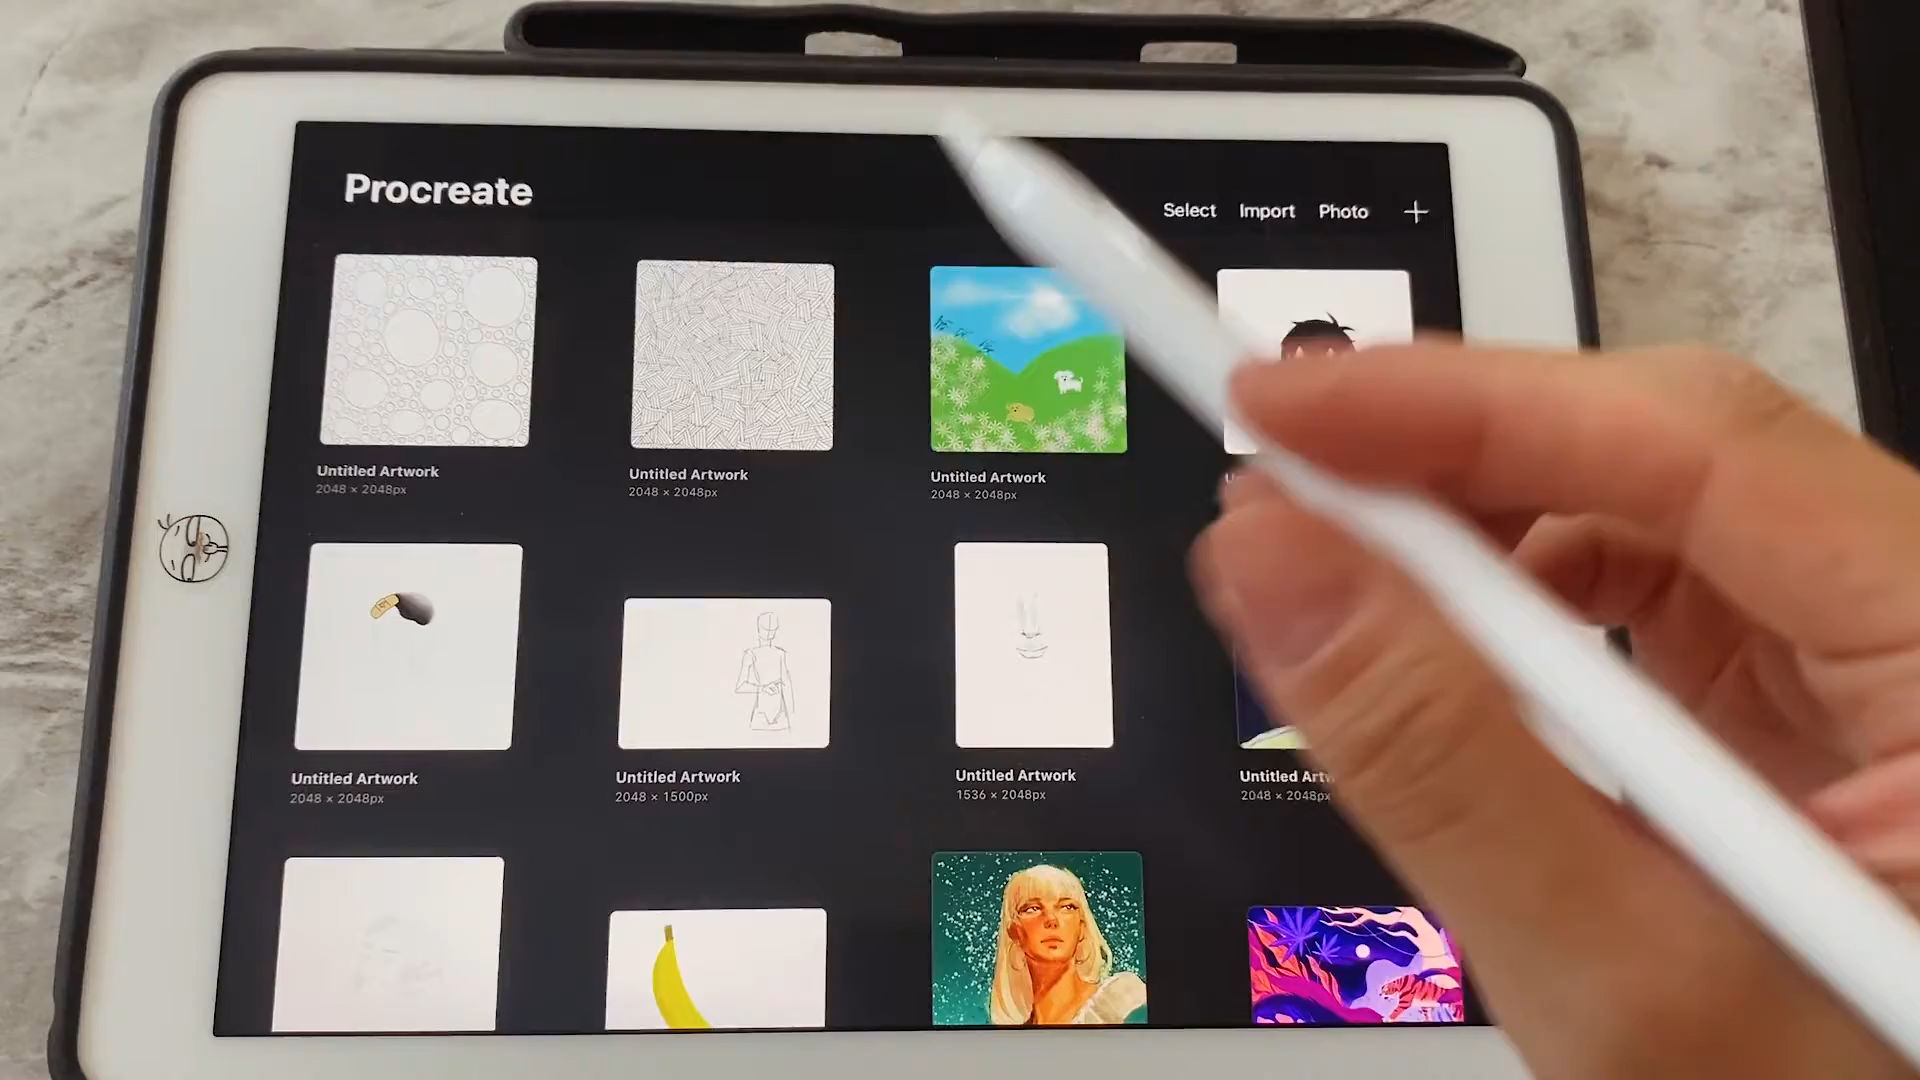 Procreate
Select Import Photo
Untitled Artwork
2048 × 2048px
Untitled Artwork
2048 × 2048px
Untitled Artwork
2048 × 2048px
Untitled Artwork
2048 × 2048px
Untitled Artwork
2048 × 1500px
Untitled Artwork
1536 × 2048px
Untitled
2048 × 2048px